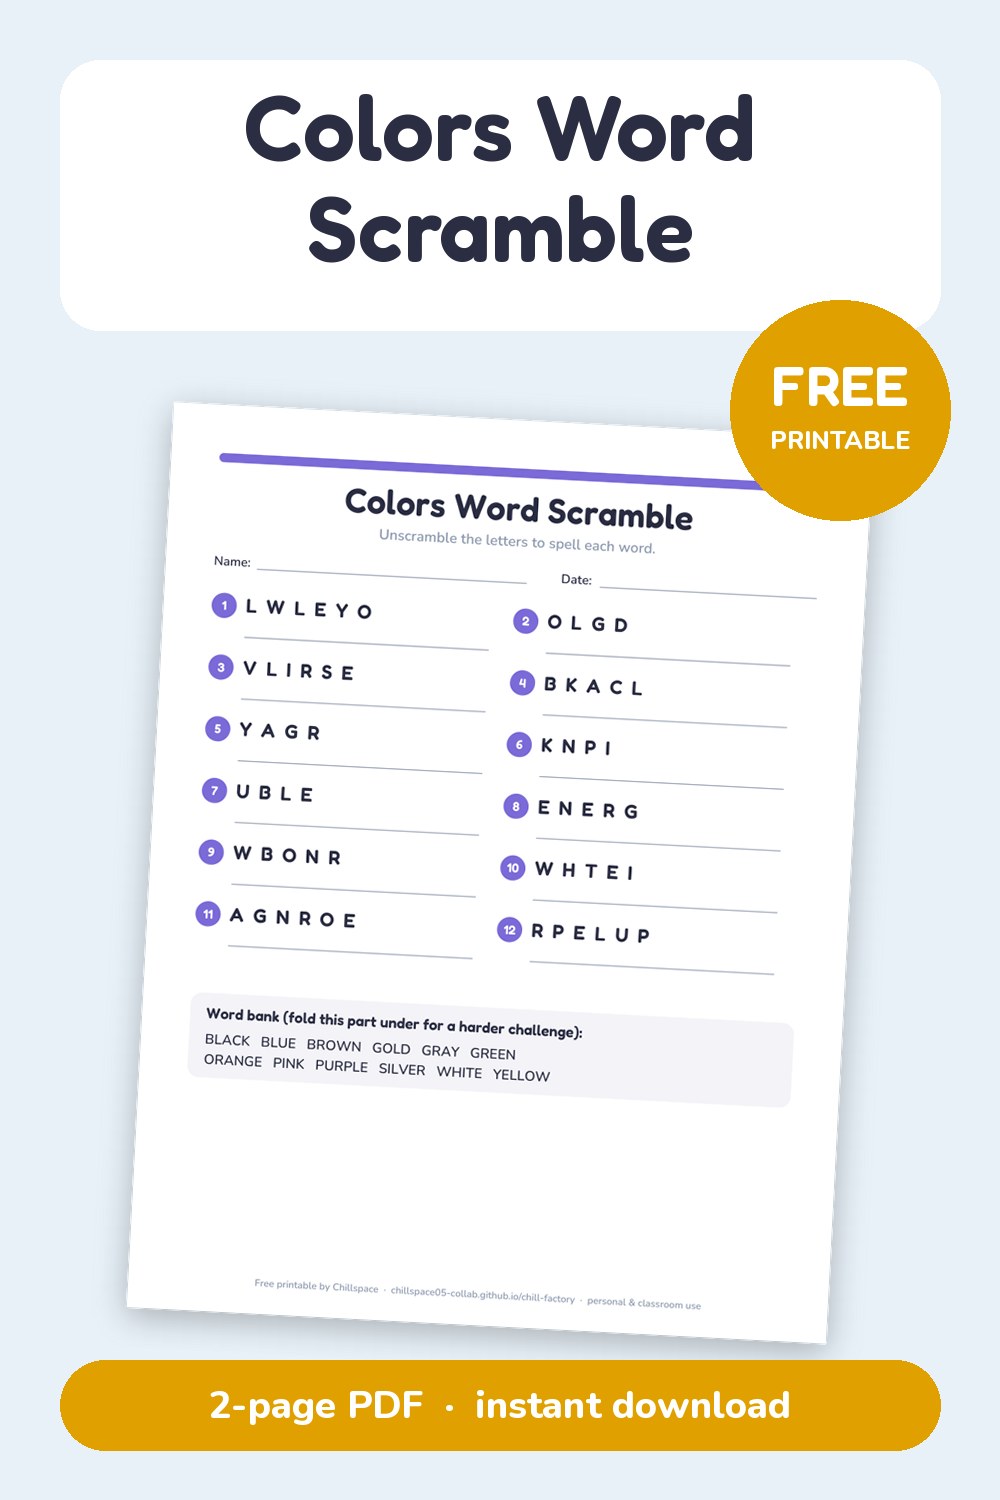 Colors Word
Scramble
FREE
PRINTABLE
Colors Word Scramble
Unscramble the letters to spell each word.
Name:
Date:
1 L W L E Y O
2 O L G D
3 V L I R S E
4 B K A C L
5 Y A G R
6 K N P I
7 U B L E
8 E N E R G
9 W B O N R
10 W H T E I
11 A G N R O E
12 R P E L U P
Word bank (fold this part under for a harder challenge):
BLACK BLUE BROWN GOLD GRAY GREEN
ORANGE PINK PURPLE SILVER WHITE YELLOW
Free printable by Chillspace · chillspace05-collab.github.io/chill-factory · personal & classroom use
2-page PDF · instant download